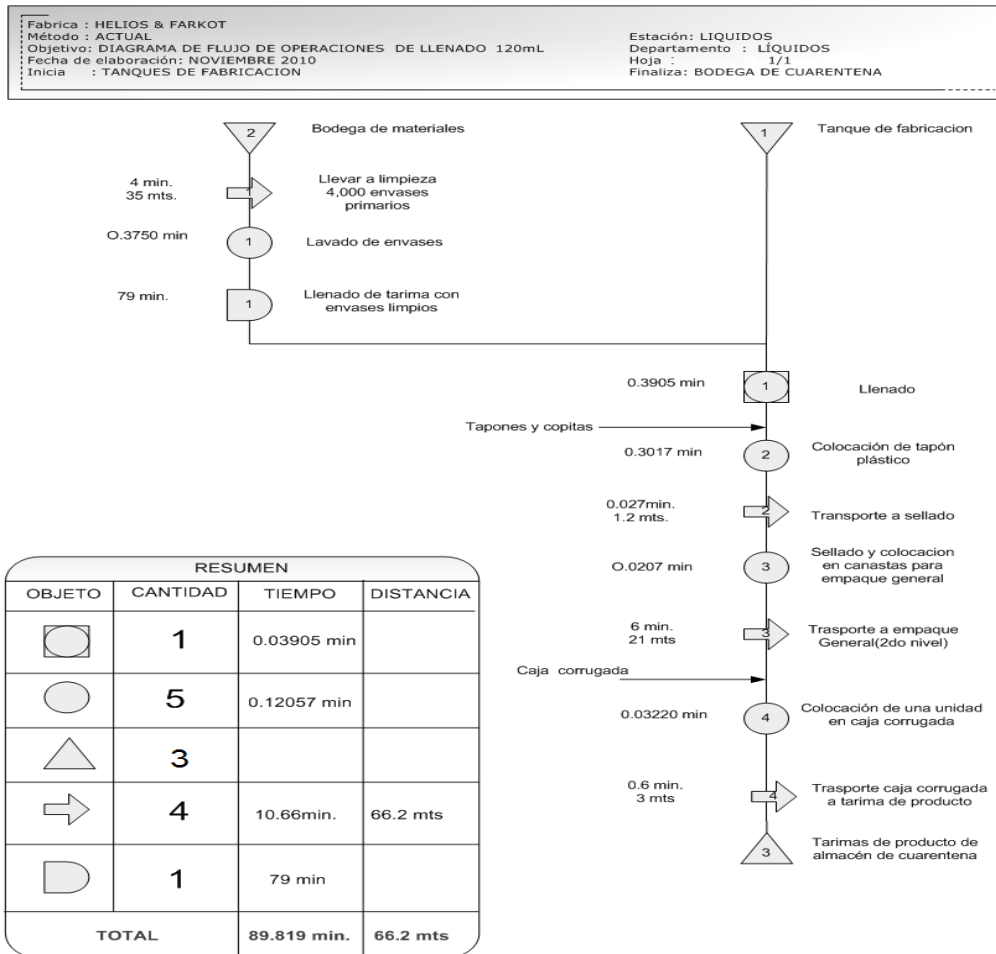 Fabrica : HELIOS & FARKOT
Método : ACTUAL
Objetivo: DIAGRAMA DE FLUJO DE OPERACIONES DE LLENADO 120mL
Fecha de elaboración: NOVIEMBRE 2010
Inicia : TANQUES DE FABRICACION
Estación: LIQUIDOS
Departamento : LÍQUIDOS
Hoja : 1/1
Finaliza: BODEGA DE CUARENTENA
2
Bodega de materiales
4 min.
35 mts.
1
Llevar a limpieza
4,000 envases
primarios
O.3750 min
1
Lavado de envases
79 min.
1
Llenado de tarima con
envases limpios
1
Tanque de fabricacion
0.3905 min
1
Llenado
Tapones y copitas
0.3017 min
2
Colocación de tapón
plástico
0.027min.
1.2 mts.
2
Transporte a sellado
O.0207 min
3
Sellado y colocacion
en canastas para
empaque general
6 min.
21 mts
3
Trasporte a empaque
General(2do nivel)
Caja corrugada
0.03220 min
4
Colocación de una unidad
en caja corrugada
0.6 min.
3 mts
4
Trasporte caja corrugada
a tarima de producto
3
Tarimas de producto de
almacén de cuarentena
RESUMEN
OBJETO CANTIDAD TIEMPO DISTANCIA
1 0.03905 min
5 0.12057 min
3
4 10.66min. 66.2 mts
1 79 min
TOTAL 89.819 min. 66.2 mts